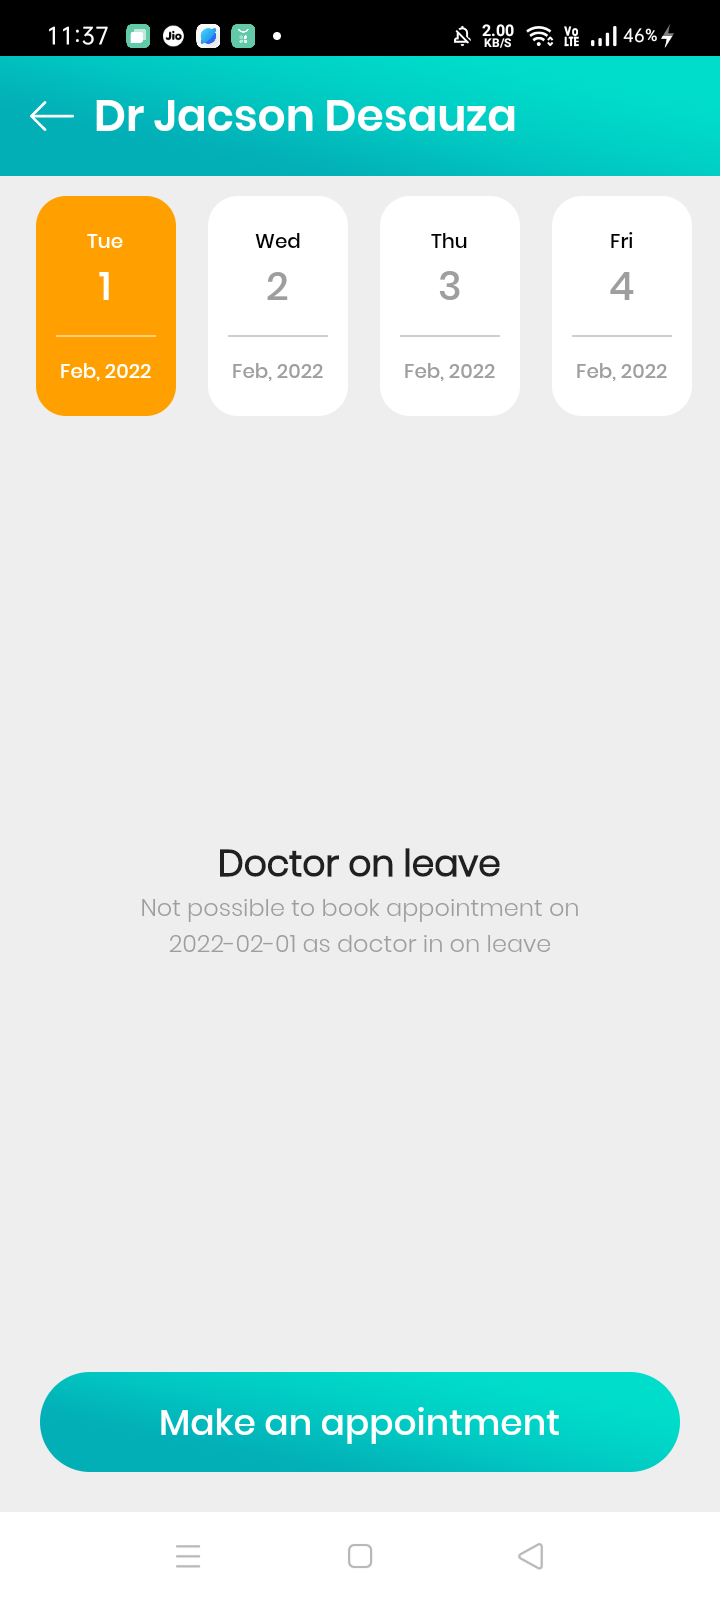 11:37 Jio 2.00 KB/S Vo LTE 46%
Dr Jacson Desauza
Tue Wed Thu Fri
1 2 3 4
Feb, 2022 Feb, 2022 Feb, 2022 Feb, 2022
Doctor on leave
Not possible to book appointment on
2022-02-01 as doctor in on leave
Make an appointment